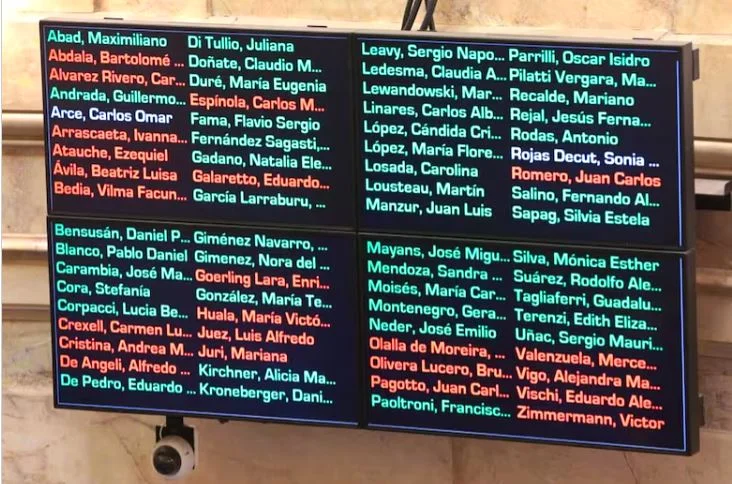 Abad, Maximiliano
Abdala, Bartolomé ...
Alvarez Rivero, Car...
Andrada, Guillermo...
Arce, Carlos Omar
Arrascaeta, Ivanna...
Atauche, Ezequiel
Ávila, Beatriz Luisa
Bedia, Vilma Facun...
Di Tullio, Juliana
Doñate, Claudio M...
Duré, María Eugenia
Espínola, Carlos M...
Fama, Flavio Sergio
Fernández Sagasti,...
Gadano, Natalia Ele...
Galaretto, Eduardo...
García Larraburu, ...
Leavy, Sergio Napo...
Ledesma, Claudia A...
Lewandowski, Mar...
Linares, Carlos Alb...
López, Cándida Cri...
López, María Flore...
Losada, Carolina
Lousteau, Martín
Manzur, Juan Luis
Parrilli, Oscar Isidro
Pilatti Vergara, Ma...
Recalde, Mariano
Rejal, Jesús Ferna...
Rodas, Antonio
Rojas Decut, Sonia ...
Romero, Juan Carlos
Salino, Fernando Al...
Sapag, Silvia Estela
Bensusán, Daniel P...
Blanco, Pablo Daniel
Carambia, José Ma...
Cora, Stefanía
Corpacci, Lucia Be...
Crexell, Carmen Lu...
Cristina, Andrea M...
De Angeli, Alfredo ...
De Pedro, Eduardo ...
Giménez Navarro, ...
Gimenez, Nora del ...
Goerling Lara, Enri...
González, María Te...
Huala, María Victó...
Juez, Luis Alfredo
Juri, Mariana
Kirchner, Alicia Ma...
Kroneberger, Dani...
Mayans, José Migu...
Mendoza, Sandra ...
Moisés, María Car...
Montenegro, Gera...
Neder, José Emilio
Olalla de Moreira, ...
Olivera Lucero, Bru...
Pagotto, Juan Carl...
Paoltroni, Francisc...
Silva, Mónica Esther
Suárez, Rodolfo Ale...
Tagliaferri, Guadalu...
Terenzi, Edith Eliza...
Uñac, Sergio Mauri...
Valenzuela, Merce...
Vigo, Alejandra Ma...
Vischi, Eduardo Ale...
Zimmermann, Victor